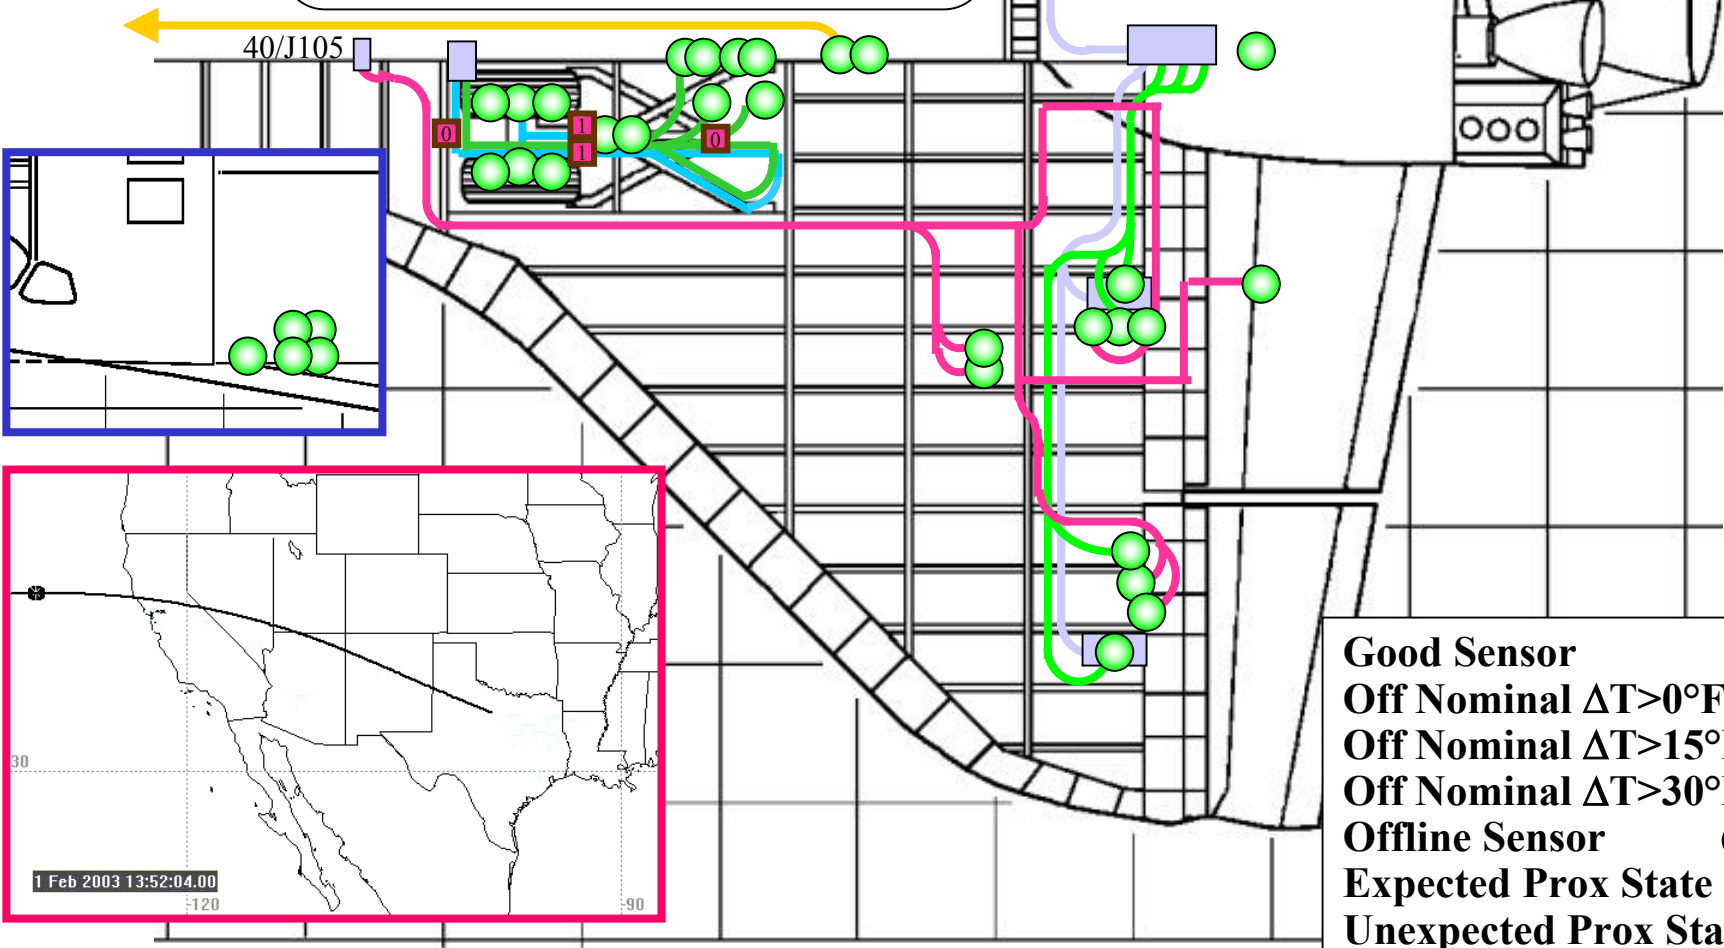 40/J105
0
1
1
0
30
1 Feb 2003 13:52:04.00
-120
-90
Good Sensor
Off Nominal ΔT>0°F
Off Nominal ΔT>15°
Off Nominal ΔT>30°
Offline Sensor
Expected Prox State
Unexpected Prox Sta